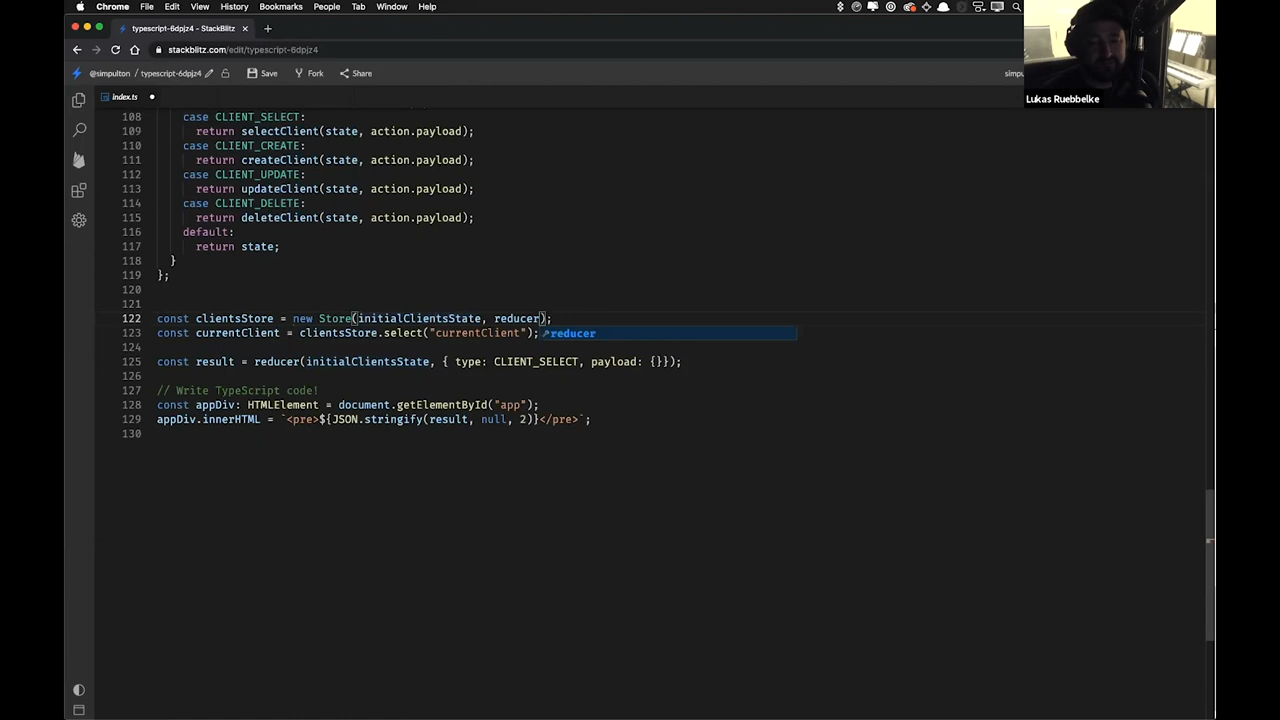 Chrome File Edit View History Bookmarks People Tab Window Help
typescript-6dpjz4 - StackBlitz
stackblitz.com/edit/typescript-6dpjz4
@simpulton / typescript-6dpjz4 Save Fork Share
Lukas Ruebbelke
index.ts
108 case CLIENT_SELECT:
109 return selectClient(state, action.payload);
110 case CLIENT_CREATE:
111 return createClient(state, action.payload);
112 case CLIENT_UPDATE:
113 return updateClient(state, action.payload);
114 case CLIENT_DELETE:
115 return deleteClient(state, action.payload);
116 default:
117 return state;
118 }
119 };
120
121
122 const clientsStore = new Store(initialClientsState, reducer);
123 const currentClient = clientsStore.select("currentClient"); reducer
124
125 const result = reducer(initialClientsState, { type: CLIENT_SELECT, payload: {}});
126
127 // Write TypeScript code!
128 const appDiv: HTMLElement = document.getElementById("app");
129 appDiv.innerHTML = `<pre>${JSON.stringify(result, null, 2)}</pre>`;
130